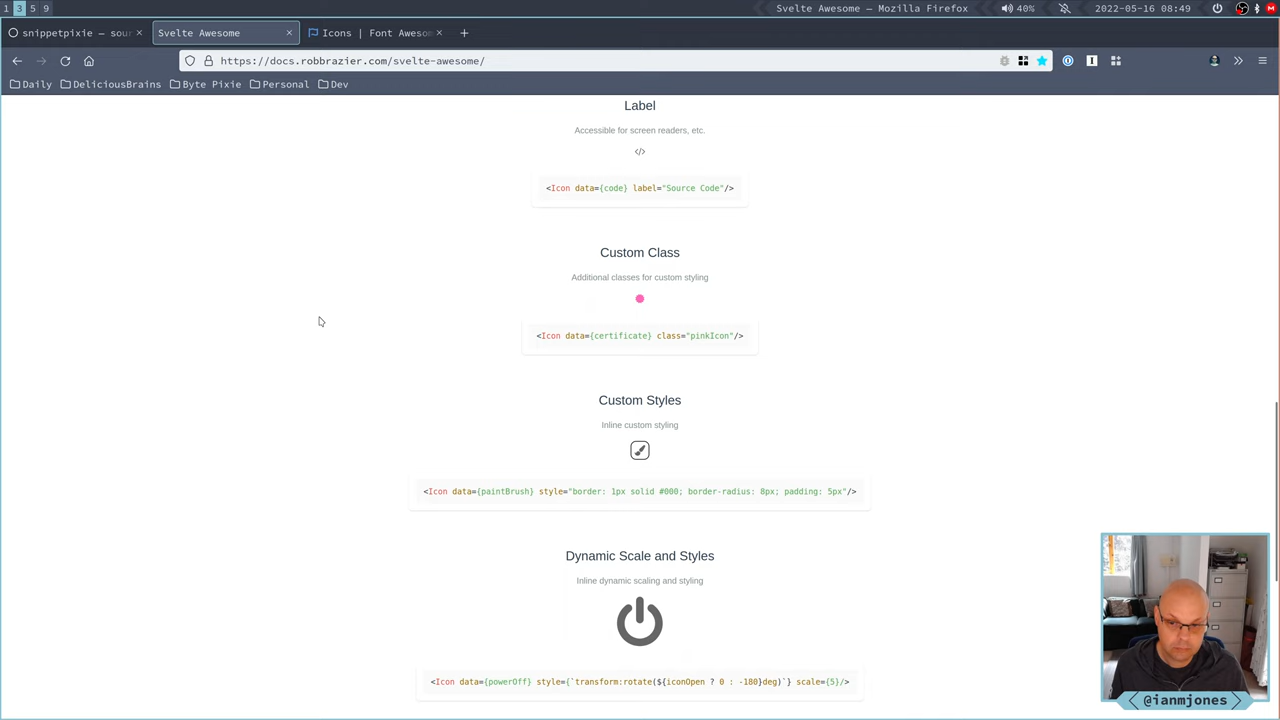 1 3 5 9
Svelte Awesome — Mozilla Firefox
40%
2022-05-16 08:49
snippetpixie — sour
Svelte Awesome
Icons | Font Aweso
https://docs.robbrazier.com/svelte-awesome/
Daily DeliciousBrains Byte Pixie Personal Dev
Label
Accessible for screen readers, etc.
</>
<Icon data={code} label="Source Code"/>
Custom Class
Additional classes for custom styling
<Icon data={certificate} class="pinkIcon"/>
Custom Styles
Inline custom styling
<Icon data={paintBrush} style="border: 1px solid #000; border-radius: 8px; padding: 5px"/>
Dynamic Scale and Styles
Inline dynamic scaling and styling
<Icon data={powerOff} style={`transform:rotate(${iconOpen ? 0 : -180}deg)`} scale={5}/>
@ianmjones